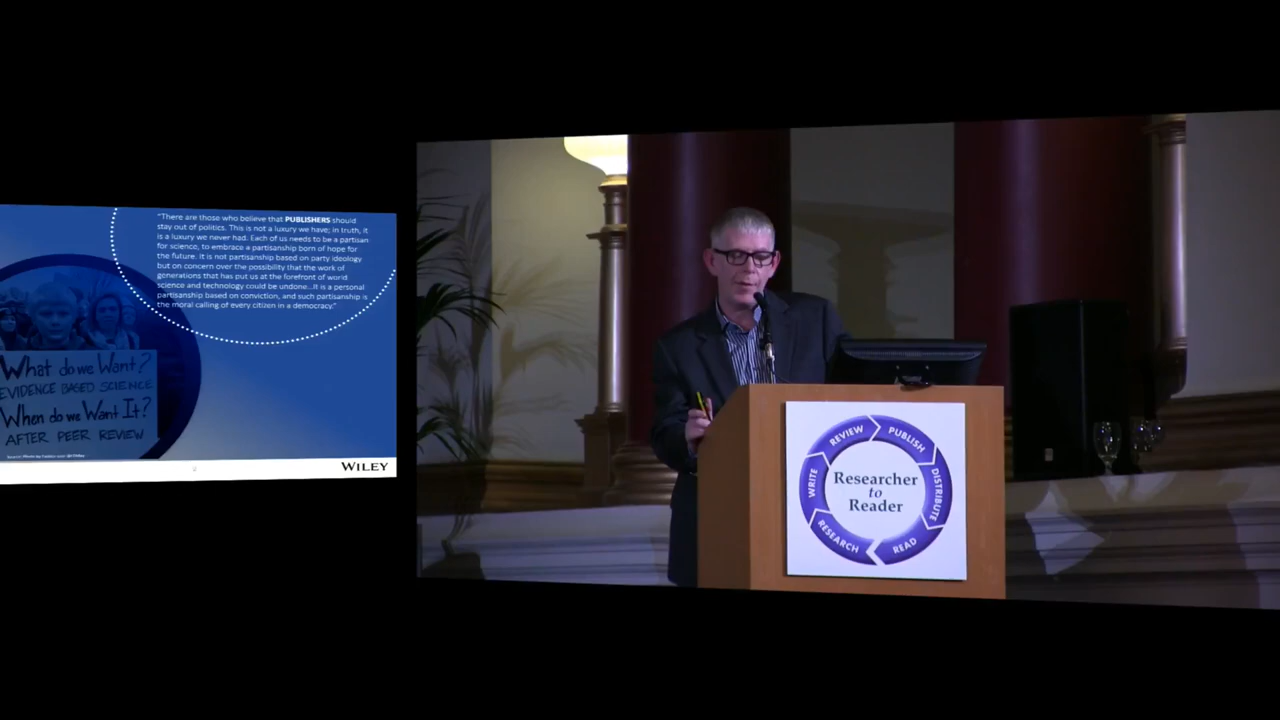 "There are those who believe that PUBLISHERS should
stay out of politics. This is not a luxury we have; in truth, it
is a luxury we never had. Each of us needs to be a partisan
for science, to embrace a partisanship born of hope for
the future. It is not partisanship based on party ideology
but on concern over the possibility that the work of
generations that has put us at the forefront of world
science and technology could be undone...It is a personal
partisanship based on conviction, and such partisanship is
the moral calling of every citizen in a democracy."
What do we Want?
EVIDENCE BASED SCIENCE
When do we Want It?
AFTER PEER REVIEW
WILEY
REVIEW
PUBLISH
DISTRIBUTE
READ
RESEARCH
WRITE
Researcher
to
Reader